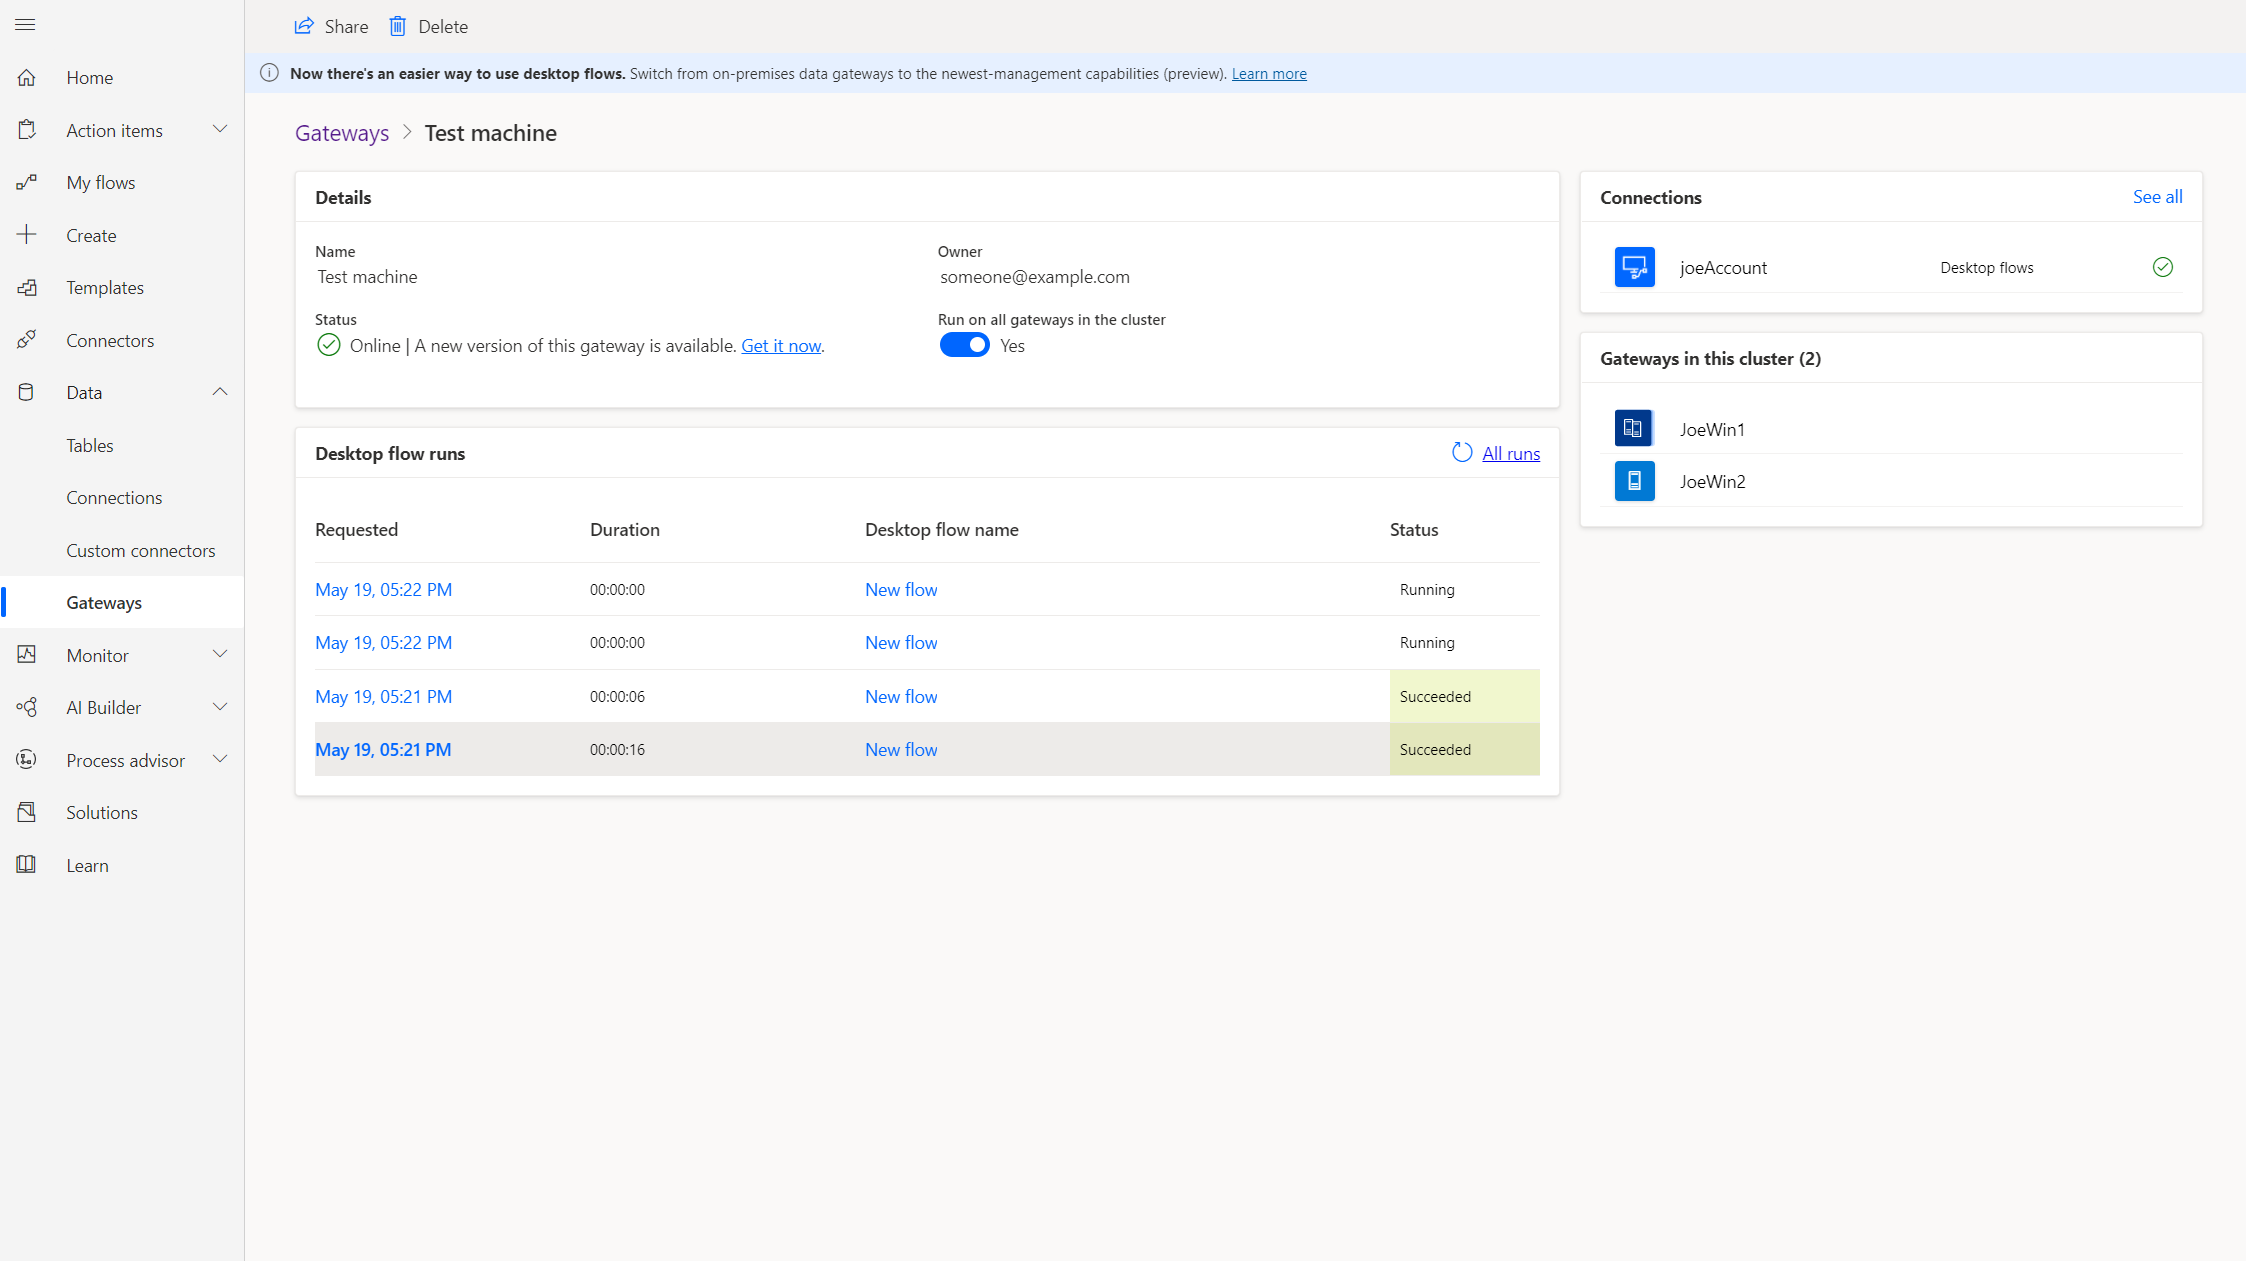 Share
Delete
Now there's an easier way to use desktop flows. Switch from on-premises data gateways to the newest-management capabilities (preview). Learn more
Home
Action items
My flows
Create
Templates
Connectors
Data
Tables
Connections
Custom connectors
Gateways
Monitor
AI Builder
Process advisor
Solutions
Learn
Gateways > Test machine
Details
Name
Test machine
Owner
someone@example.com
Status
Online | A new version of this gateway is available. Get it now.
Run on all gateways in the cluster
Yes
Desktop flow runs
All runs
Requested Duration Desktop flow name Status
May 19, 05:22 PM 00:00:00 New flow Running
May 19, 05:22 PM 00:00:00 New flow Running
May 19, 05:21 PM 00:00:06 New flow Succeeded
May 19, 05:21 PM 00:00:16 New flow Succeeded
Connections
See all
joeAccount Desktop flows
Gateways in this cluster (2)
JoeWin1
JoeWin2